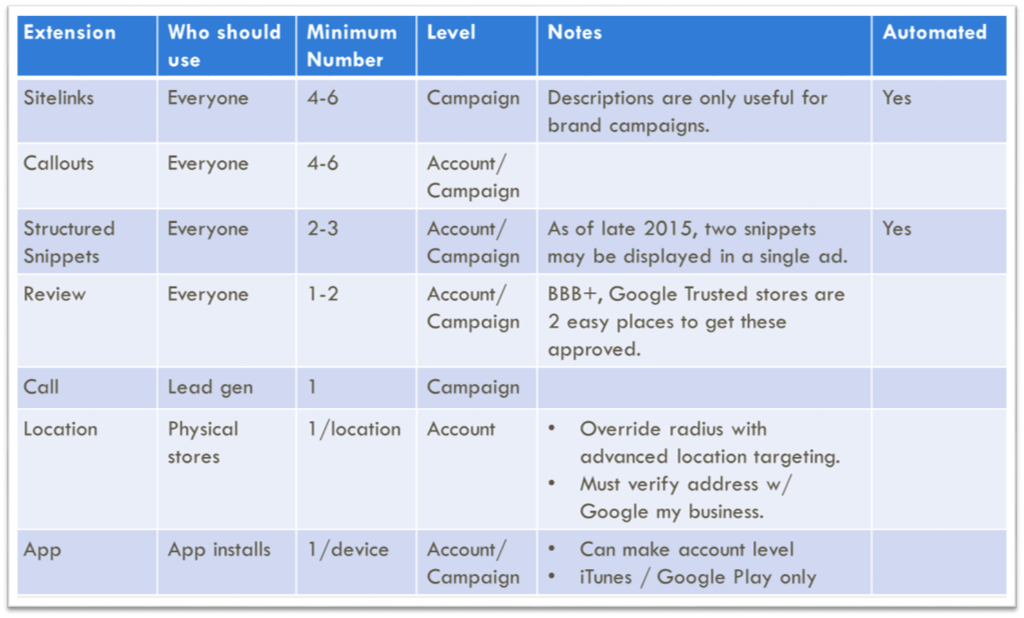 Extension Who should use Minimum Number Level Notes Automated
Sitelinks Everyone 4-6 Campaign Descriptions are only useful for brand campaigns. Yes
Callouts Everyone 4-6 Account/ Campaign
Structured Snippets Everyone 2-3 Account/ Campaign As of late 2015, two snippets may be displayed in a single ad. Yes
Review Everyone 1-2 Account/ Campaign BBB+, Google Trusted stores are 2 easy places to get these approved.
Call Lead gen 1 Campaign
Location Physical stores 1/location Account • Override radius with advanced location targeting.
• Must verify address w/ Google my business.
App App installs 1/device Account/ Campaign • Can make account level
• iTunes / Google Play only